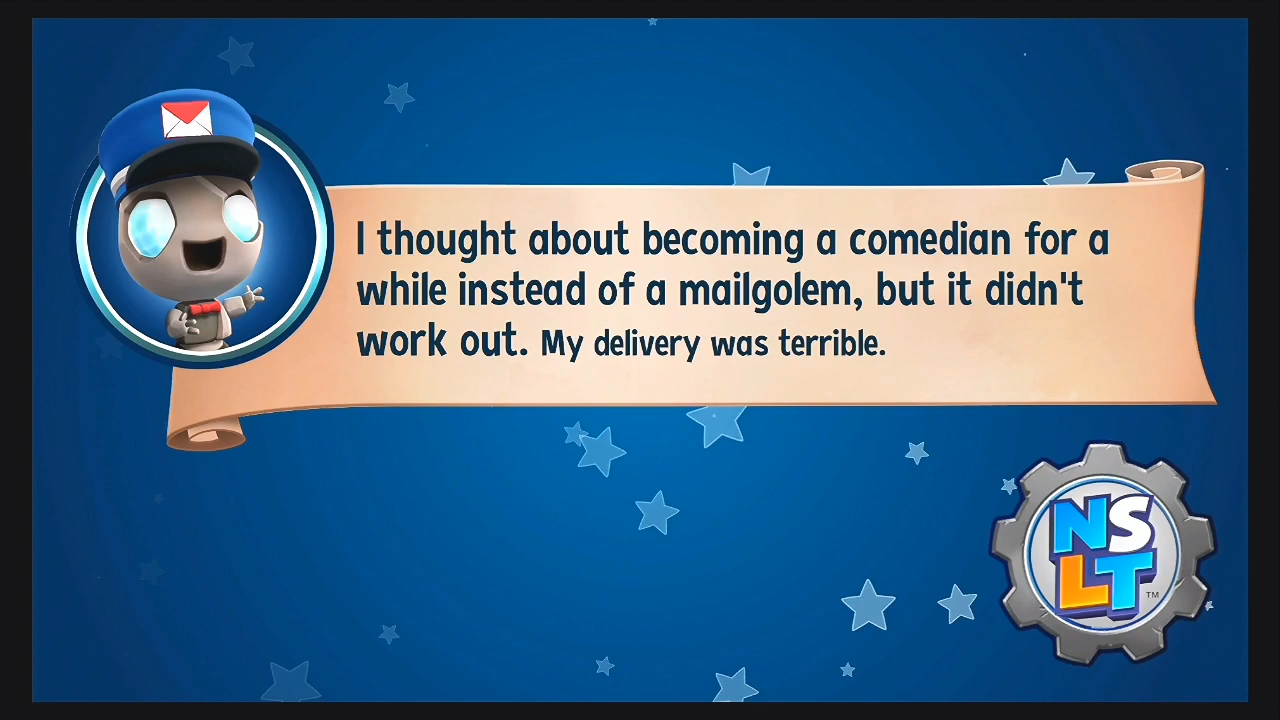 I thought about becoming a comedian for a
while instead of a mailgolem, but it didn't
work out. My delivery was terrible.
NS
LT
TM